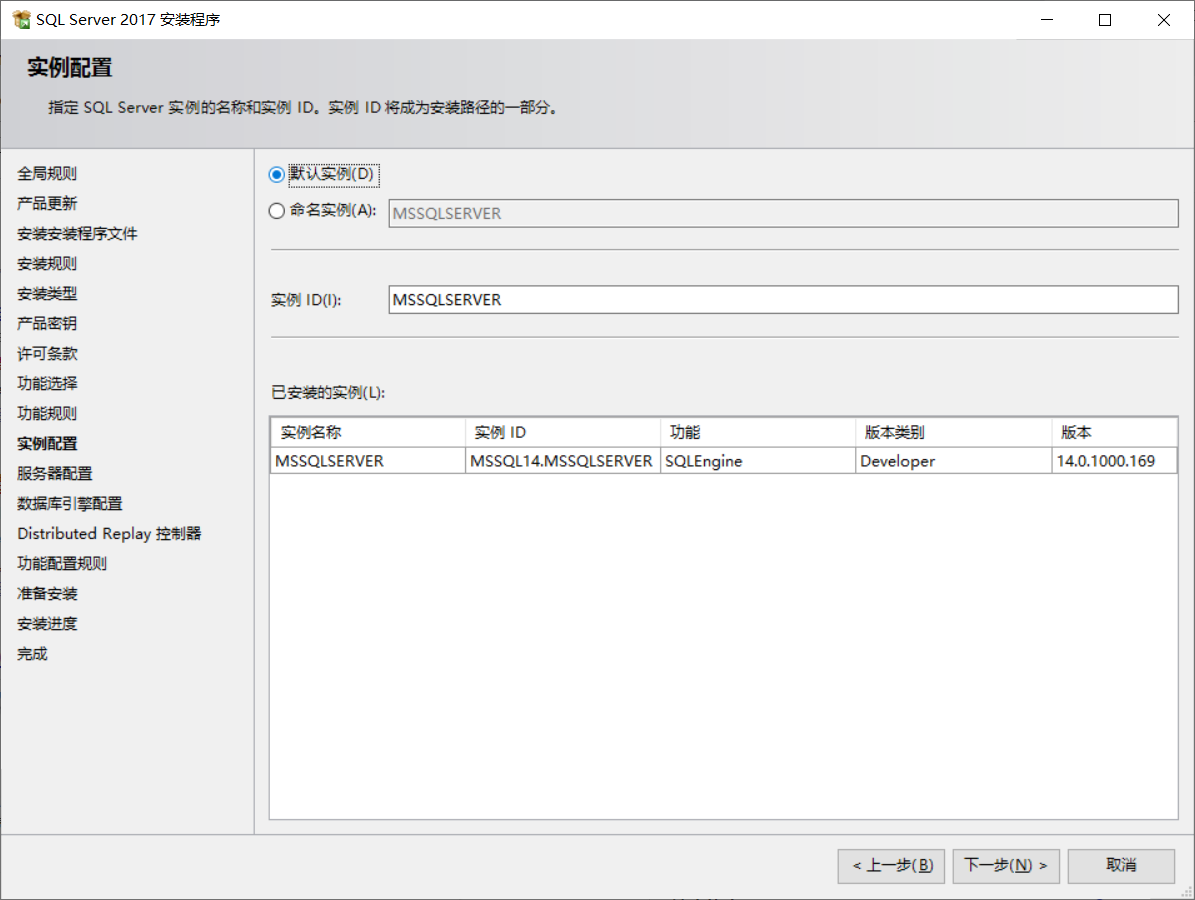 SQL Server 2017 安装程序
实例配置
指定 SQL Server 实例的名称和实例 ID。实例 ID 将成为安装路径的一部分。
全局规则
产品更新
安装安装程序文件
安装规则
安装类型
产品密钥
许可条款
功能选择
功能规则
实例配置
服务器配置
数据库引擎配置
Distributed Replay 控制器
功能配置规则
准备安装
安装进度
完成
默认实例(D)
命名实例(A): MSSQLSERVER
实例 ID(I): MSSQLSERVER
已安装的实例(L):
实例名称 实例 ID 功能 版本类别 版本
MSSQLSERVER MSSQL14.MSSQLSERVER SQLEngine Developer 14.0.1000.169
< 上一步(B) 下一步(N) > 取消